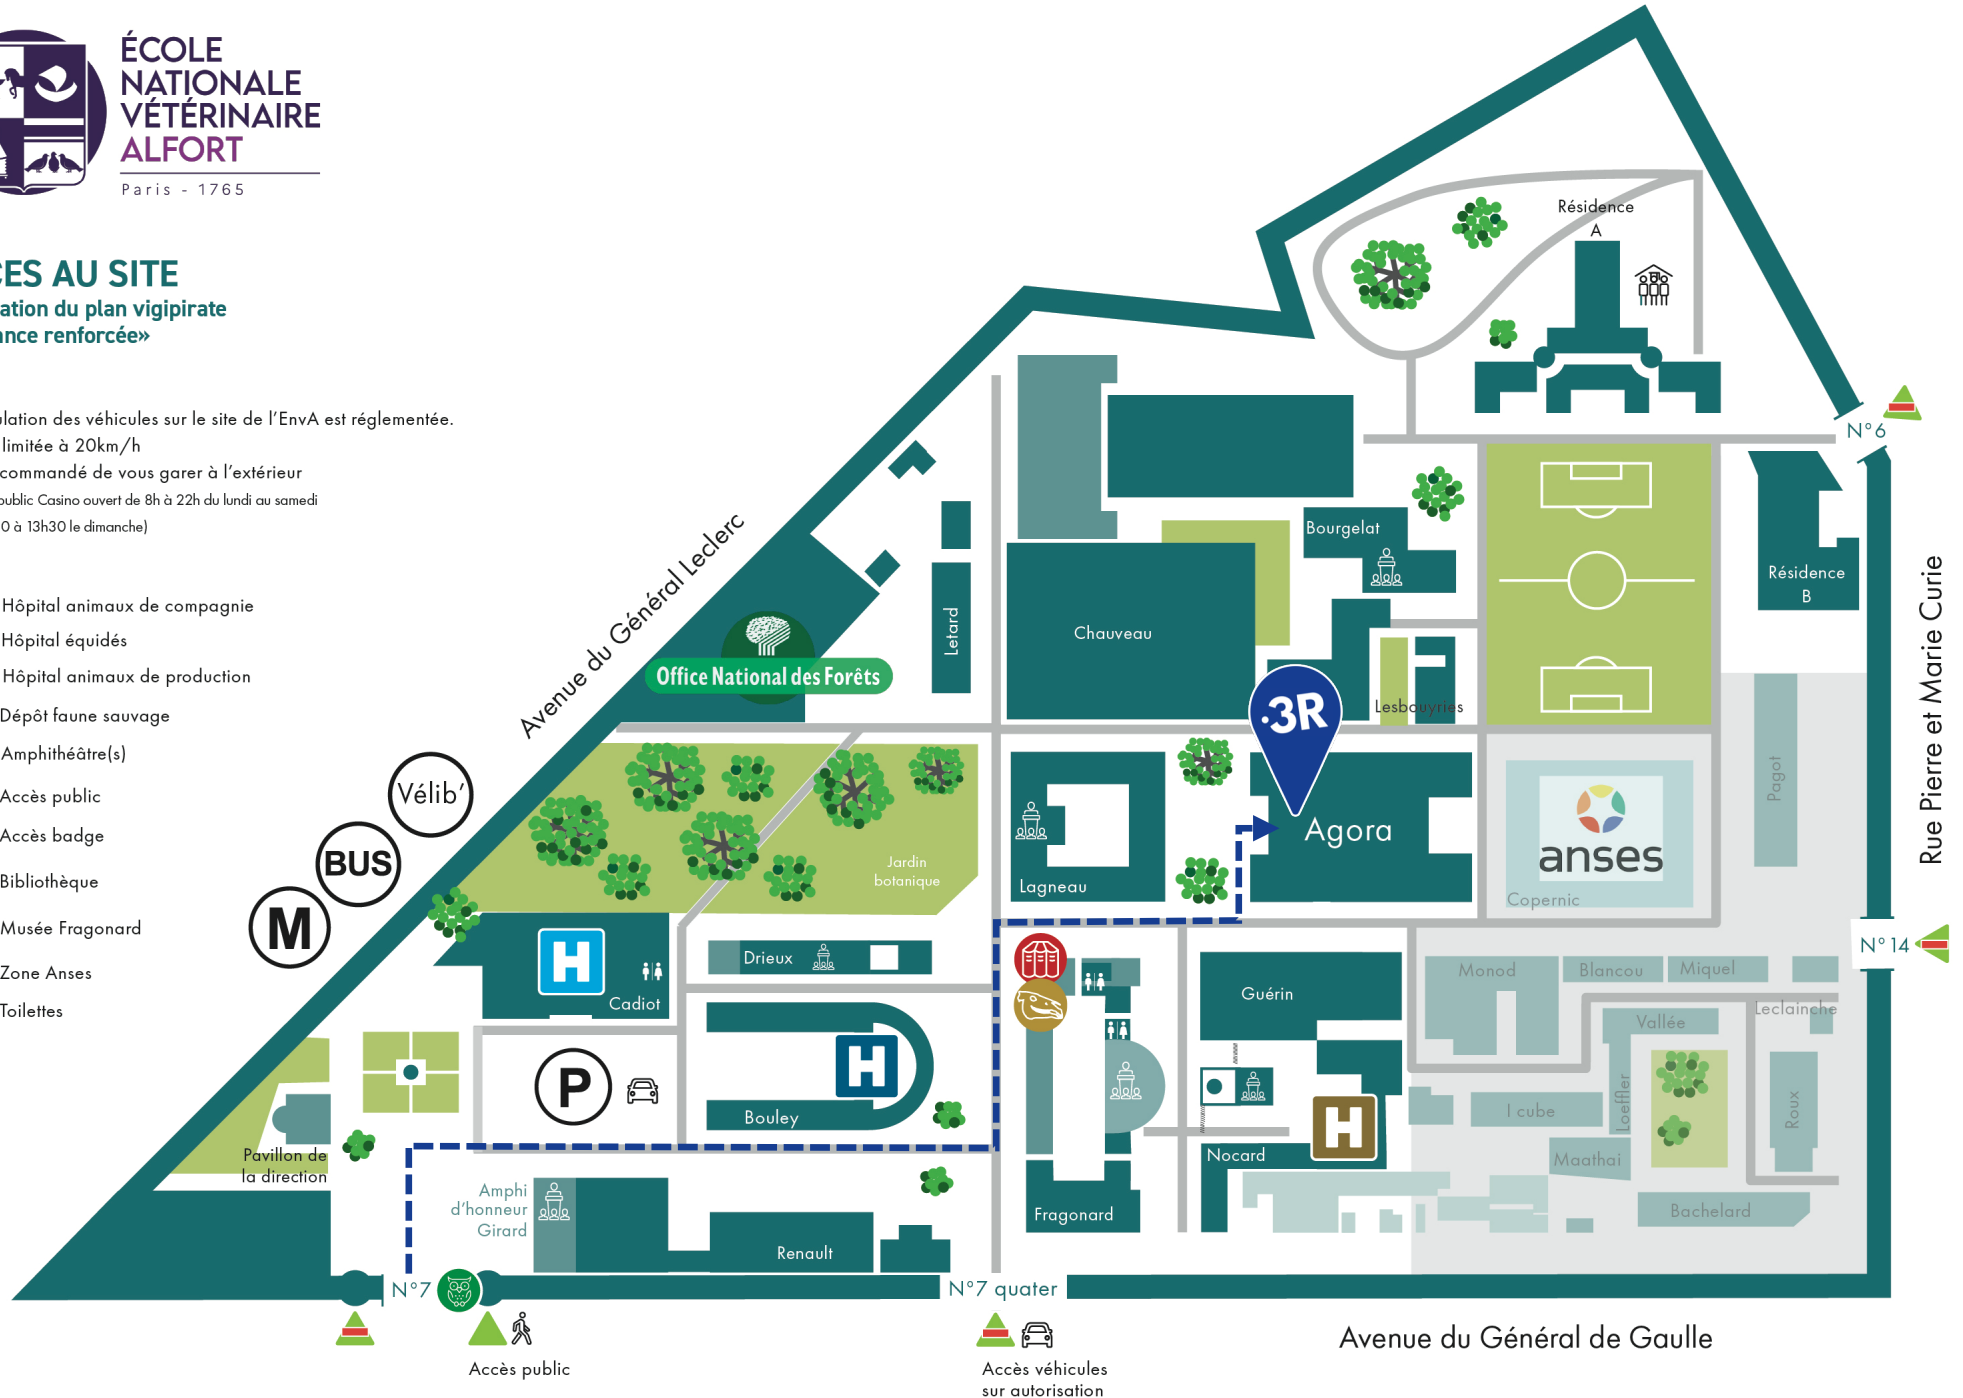 ÉCOLE
NATIONALE
VÉTÉRINAIRE
ALFORT
Paris - 1765
CES AU SITE
ation du plan vigipirate
ance renforcée»
ulation des véhicules sur le site de l’EnvA est réglementée.
limitée à 20km/h
commandé de vous garer à l’extérieur
public Casino ouvert de 8h à 22h du lundi au samedi
0 à 13h30 le dimanche)
Hôpital animaux de compagnie
Hôpital équidés
Hôpital animaux de production
Dépôt faune sauvage
Amphithéâtre(s)
Accès public
Accès badge
Bibliothèque
Musée Fragonard
Zone Anses
Toilettes
Avenue du Général Leclerc
Vélib’
BUS
M
Office National des Forêts
Letard
Chauveau
Bourgelat
Lesbouyries
Résidence
A
N°6
Résidence
B
Rue Pierre et Marie Curie
·3R
Agora
Lagneau
Jardin
botanique
anses
Copernic
Pagot
N°14
H
Cadiot
Drieux
P
H
Bouley
Guérin
H
Nocard
Fragonard
Monod
Blancou
Miquel
Leclainche
Vallée
Loeffler
I cube
Roux
Maathai
Bachelard
Pavillon de
la direction
Amphi
d’honneur
Girard
Renault
N°7
N°7 quater
Accès public
Accès véhicules
sur autorisation
Avenue du Général de Gaulle